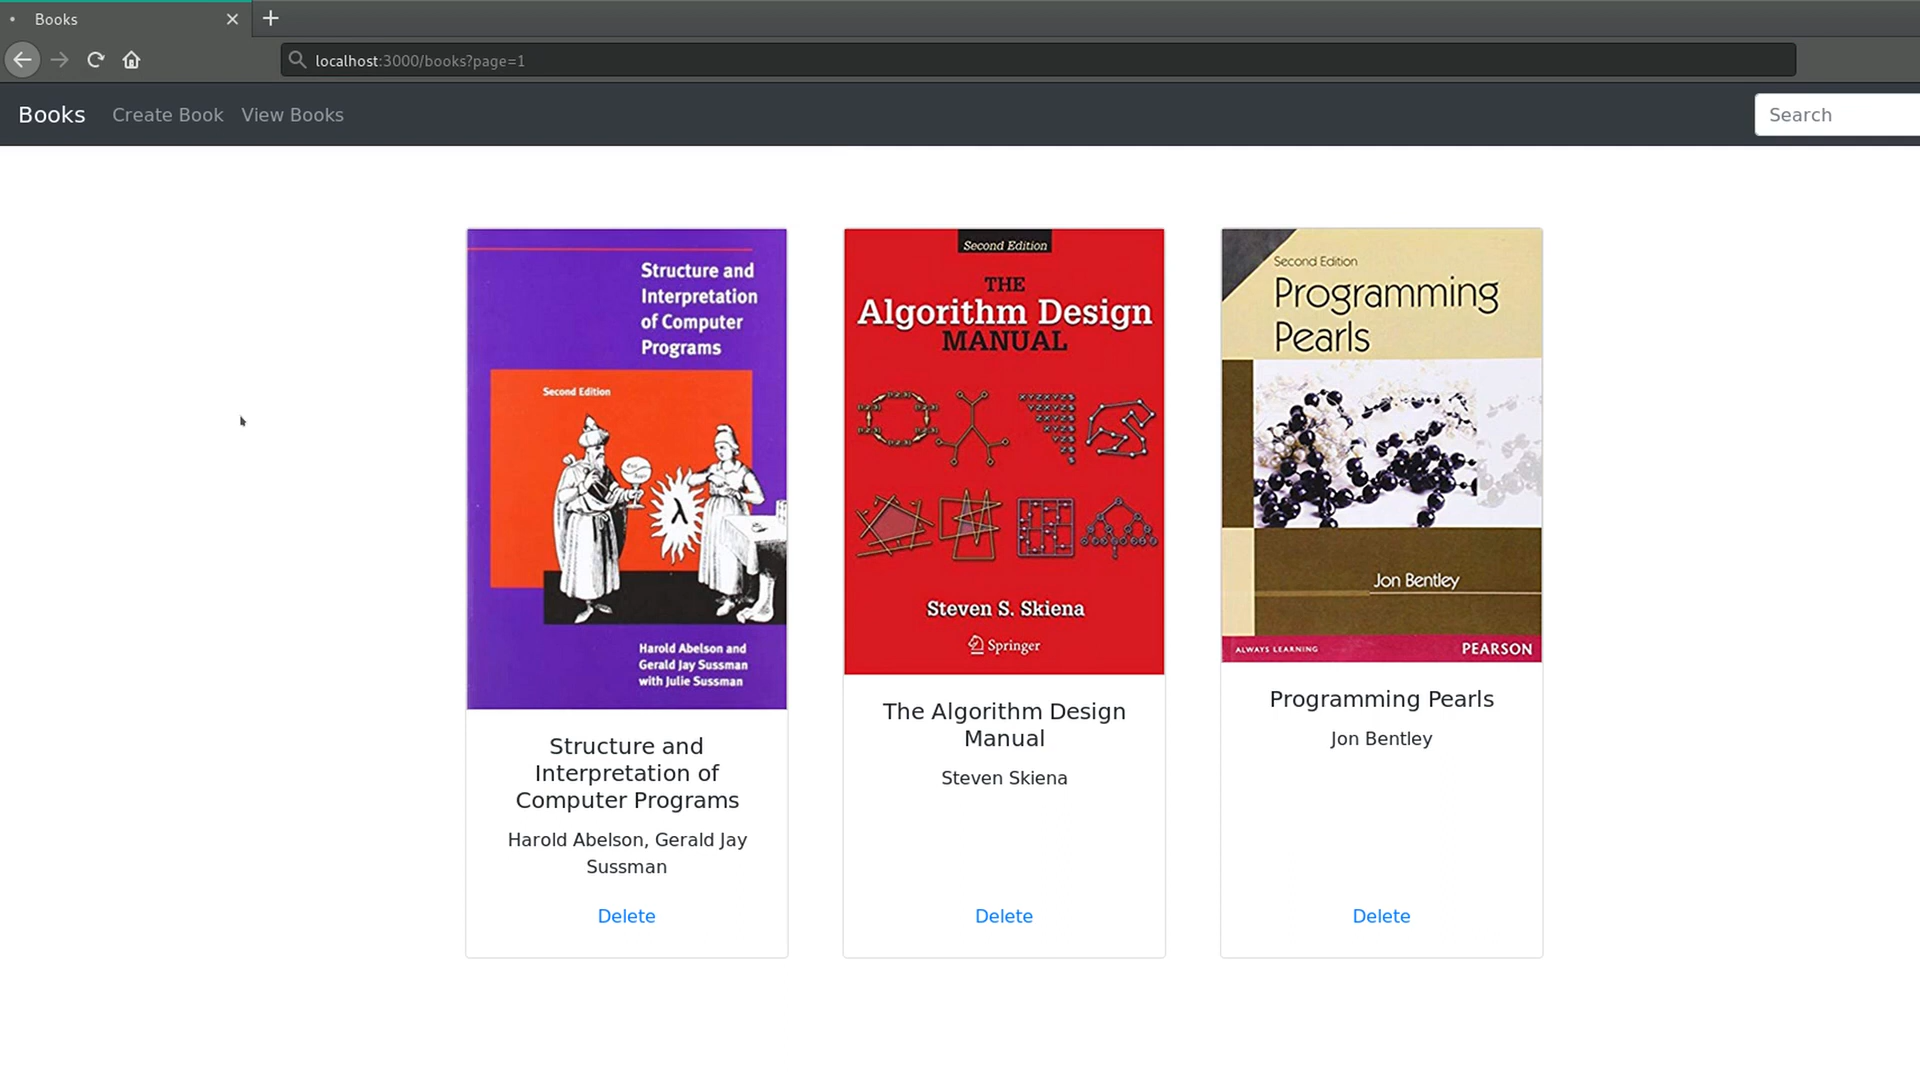 Books
localhost:3000/books?page=1
Books
Create Book
View Books
Search
Structure and
Interpretation
of Computer
Programs
Second Edition
λ
Harold Abelson and
Gerald Jay Sussman
with Julie Sussman
Structure and
Interpretation of
Computer Programs
Harold Abelson, Gerald Jay
Sussman
Delete
Second Edition
THE
Algorithm Design
MANUAL
Steven S. Skiena
Springer
The Algorithm Design
Manual
Steven Skiena
Delete
Second Edition
Programming
Pearls
Jon Bentley
ALWAYS LEARNING
PEARSON
Programming Pearls
Jon Bentley
Delete